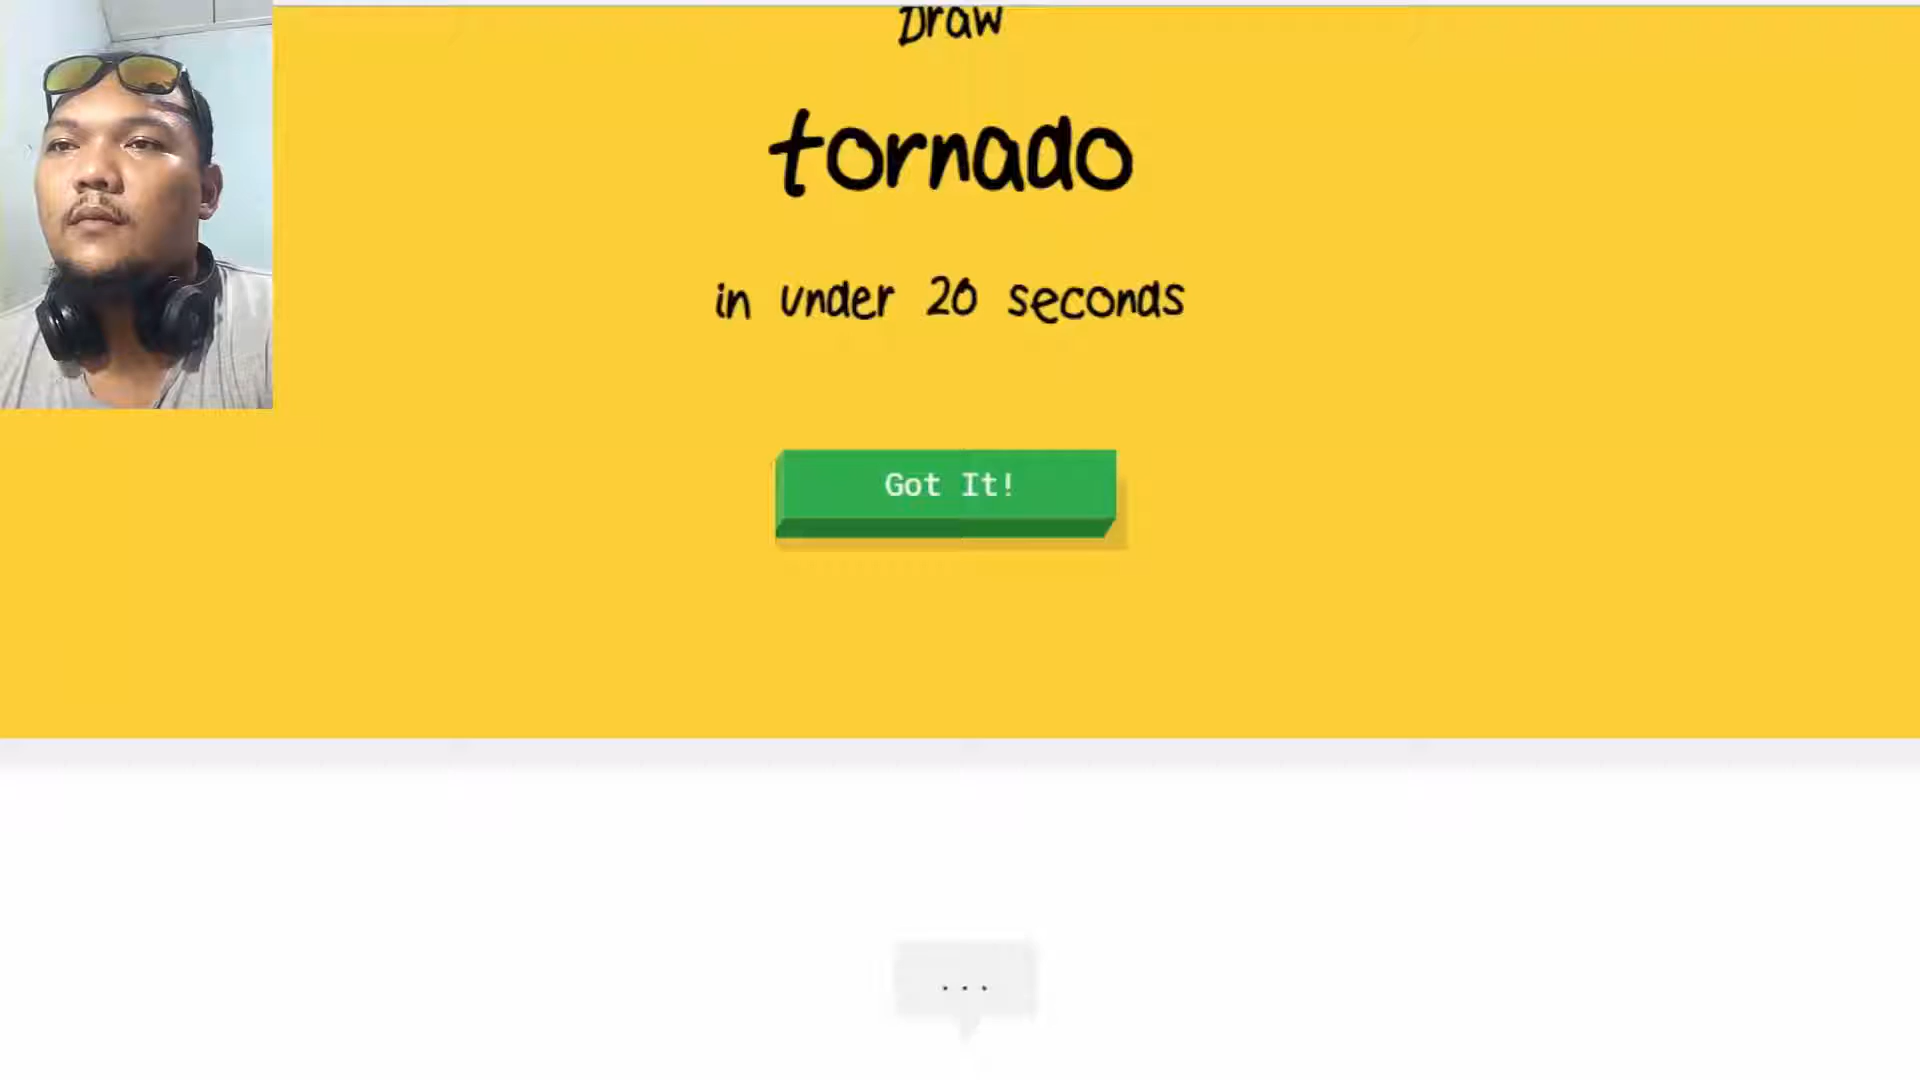 Draw
tornado
in under 20 seconds
Got It!
...